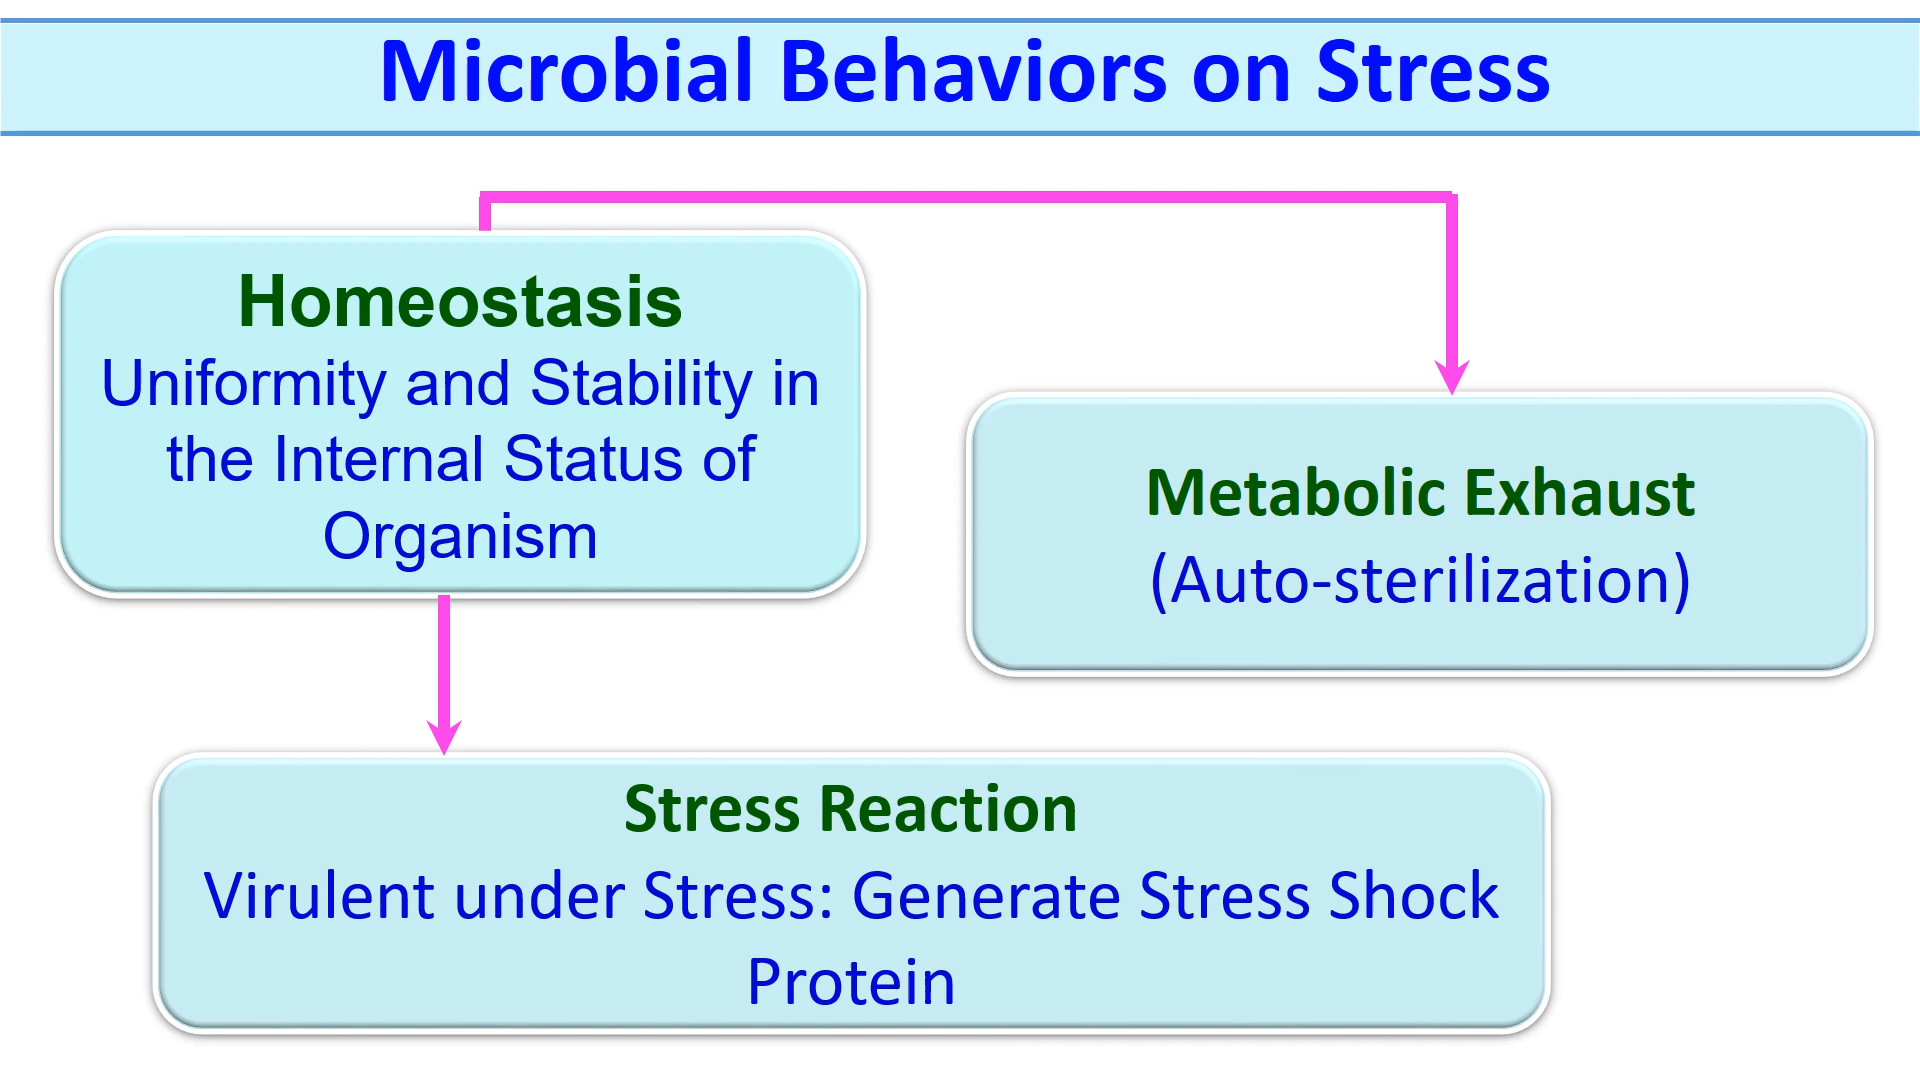 Microbial Behaviors on Stress
Homeostasis
Uniformity and Stability in
the Internal Status of
Organism
Metabolic Exhaust
(Auto-sterilization)
Stress Reaction
Virulent under Stress: Generate Stress Shock
Protein